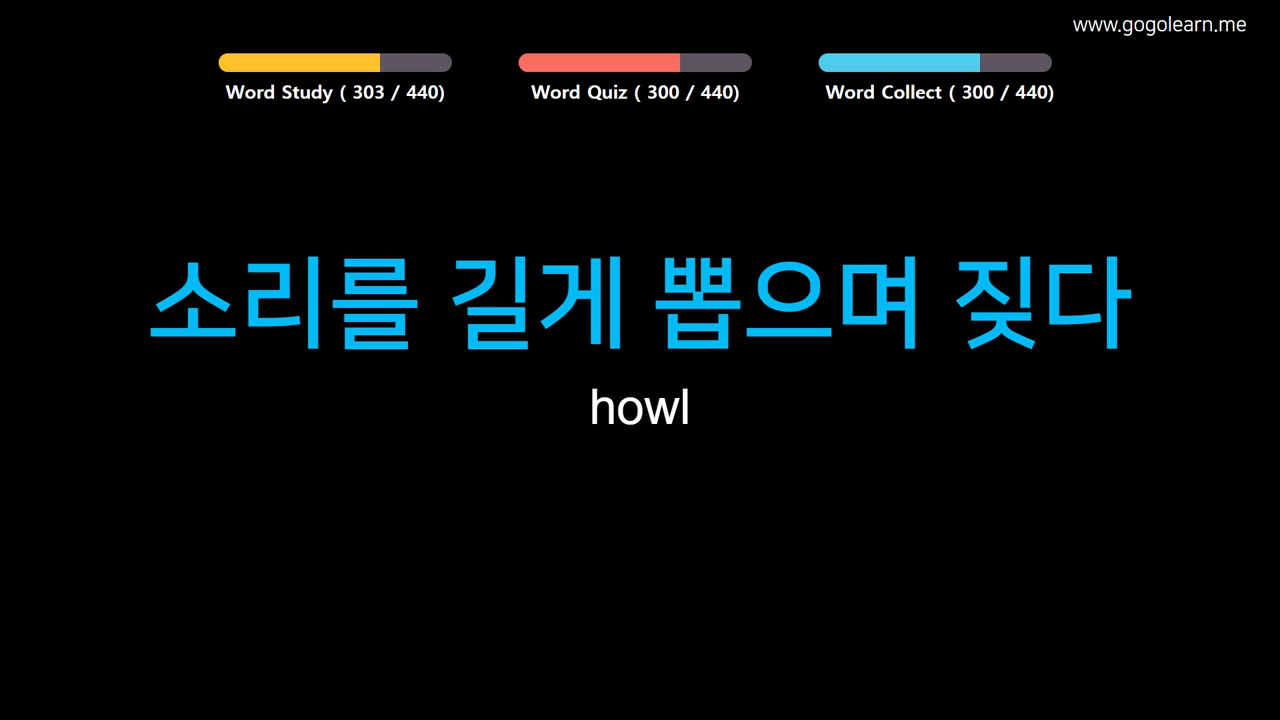 www.gogolearn.me
Word Study ( 303 / 440)
Word Quiz ( 300 / 440)
Word Collect ( 300 / 440)
소리를 길게 뽑으며 짖다
howl